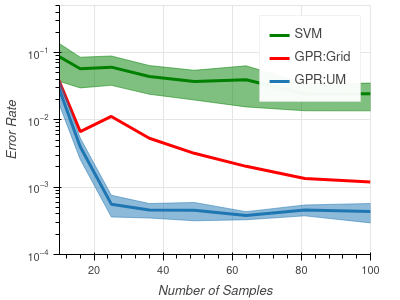 SVM
GPR:Grid
GPR:UM
Error Rate
10⁻¹
10⁻²
10⁻³
10⁻⁴
20 40 60 80 100
Number of Samples